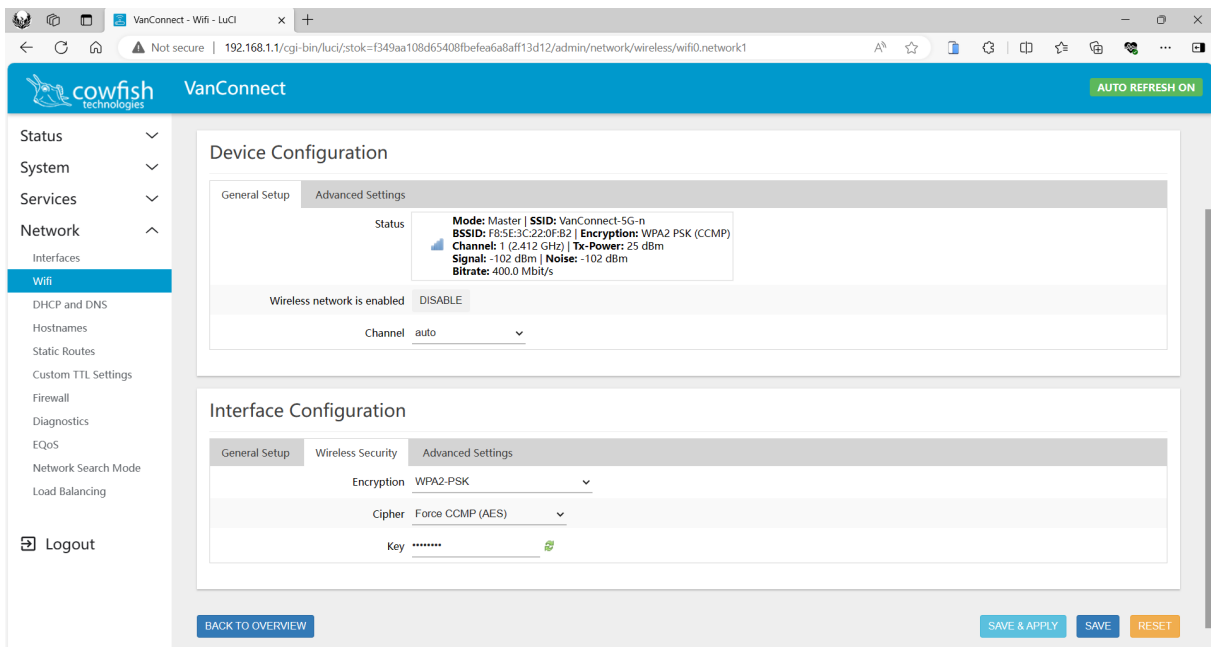 VanConnect - Wifi - LuCI
Not secure | 192.168.1.1/cgi-bin/luci/;stok=f349aa108d65408fbefea6a8aff13d12/admin/network/wireless/wifi0.network1
cowfish
technologies
VanConnect
AUTO REFRESH ON
Status
System
Services
Network
Interfaces
Wifi
DHCP and DNS
Hostnames
Static Routes
Custom TTL Settings
Firewall
Diagnostics
EQoS
Network Search Mode
Load Balancing
Logout
Device Configuration
General Setup
Advanced Settings
Status
Mode: Master | SSID: VanConnect-5G-n
BSSID: F8:5E:3C:22:0F:B2 | Encryption: WPA2 PSK (CCMP)
Channel: 1 (2.412 GHz) | Tx-Power: 25 dBm
Signal: -102 dBm | Noise: -102 dBm
Bitrate: 400.0 Mbit/s
Wireless network is enabled DISABLE
Channel auto
Interface Configuration
General Setup
Wireless Security
Advanced Settings
Encryption WPA2-PSK
Cipher Force CCMP (AES)
Key ••••••••
BACK TO OVERVIEW
SAVE & APPLY
SAVE
RESET